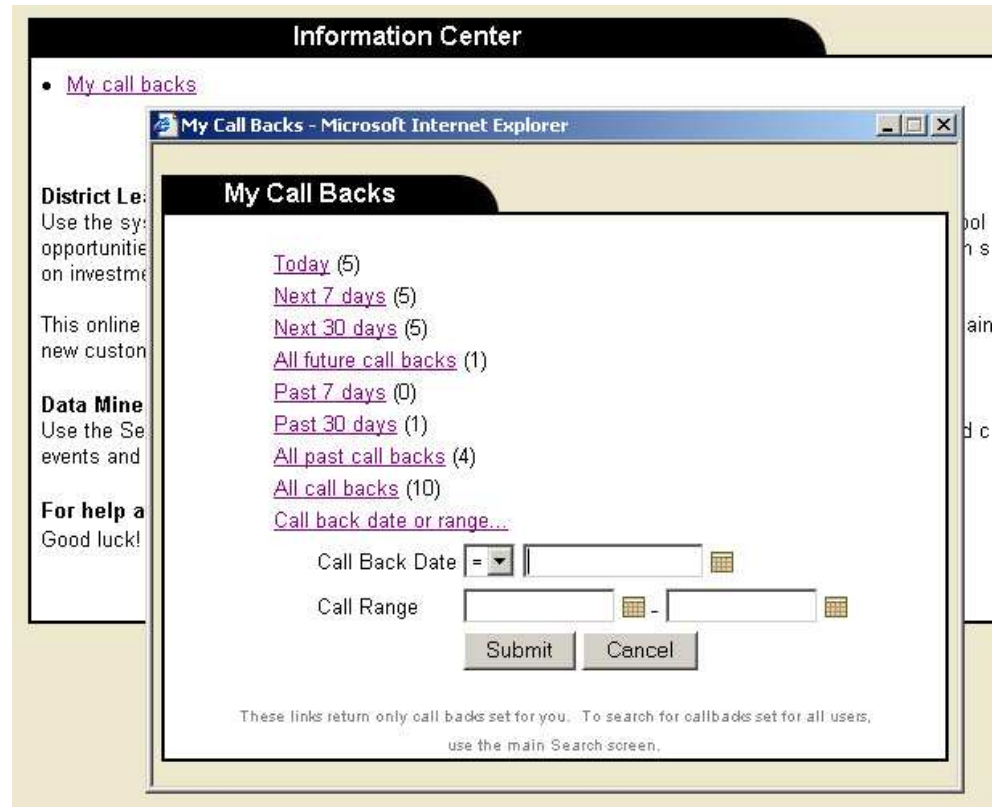 Information Center
• My call backs
My Call Backs - Microsoft Internet Explorer
My Call Backs
District
Use the
opportunitie
on investme
This online
new custon
Data Mine
Use the Se
events and
For help a
Good luck!
Today (5)
Next 7 days (5)
Next 30 days (5)
All future call backs (1)
Past 7 days (0)
Past 30 days (1)
All past call backs (4)
All call backs (10)
Call back date or range...
Call Back Date =
Call Range -
Submit Cancel
These links return only call backs set for you. To search for callbacks set for all users,
use the main Search screen.